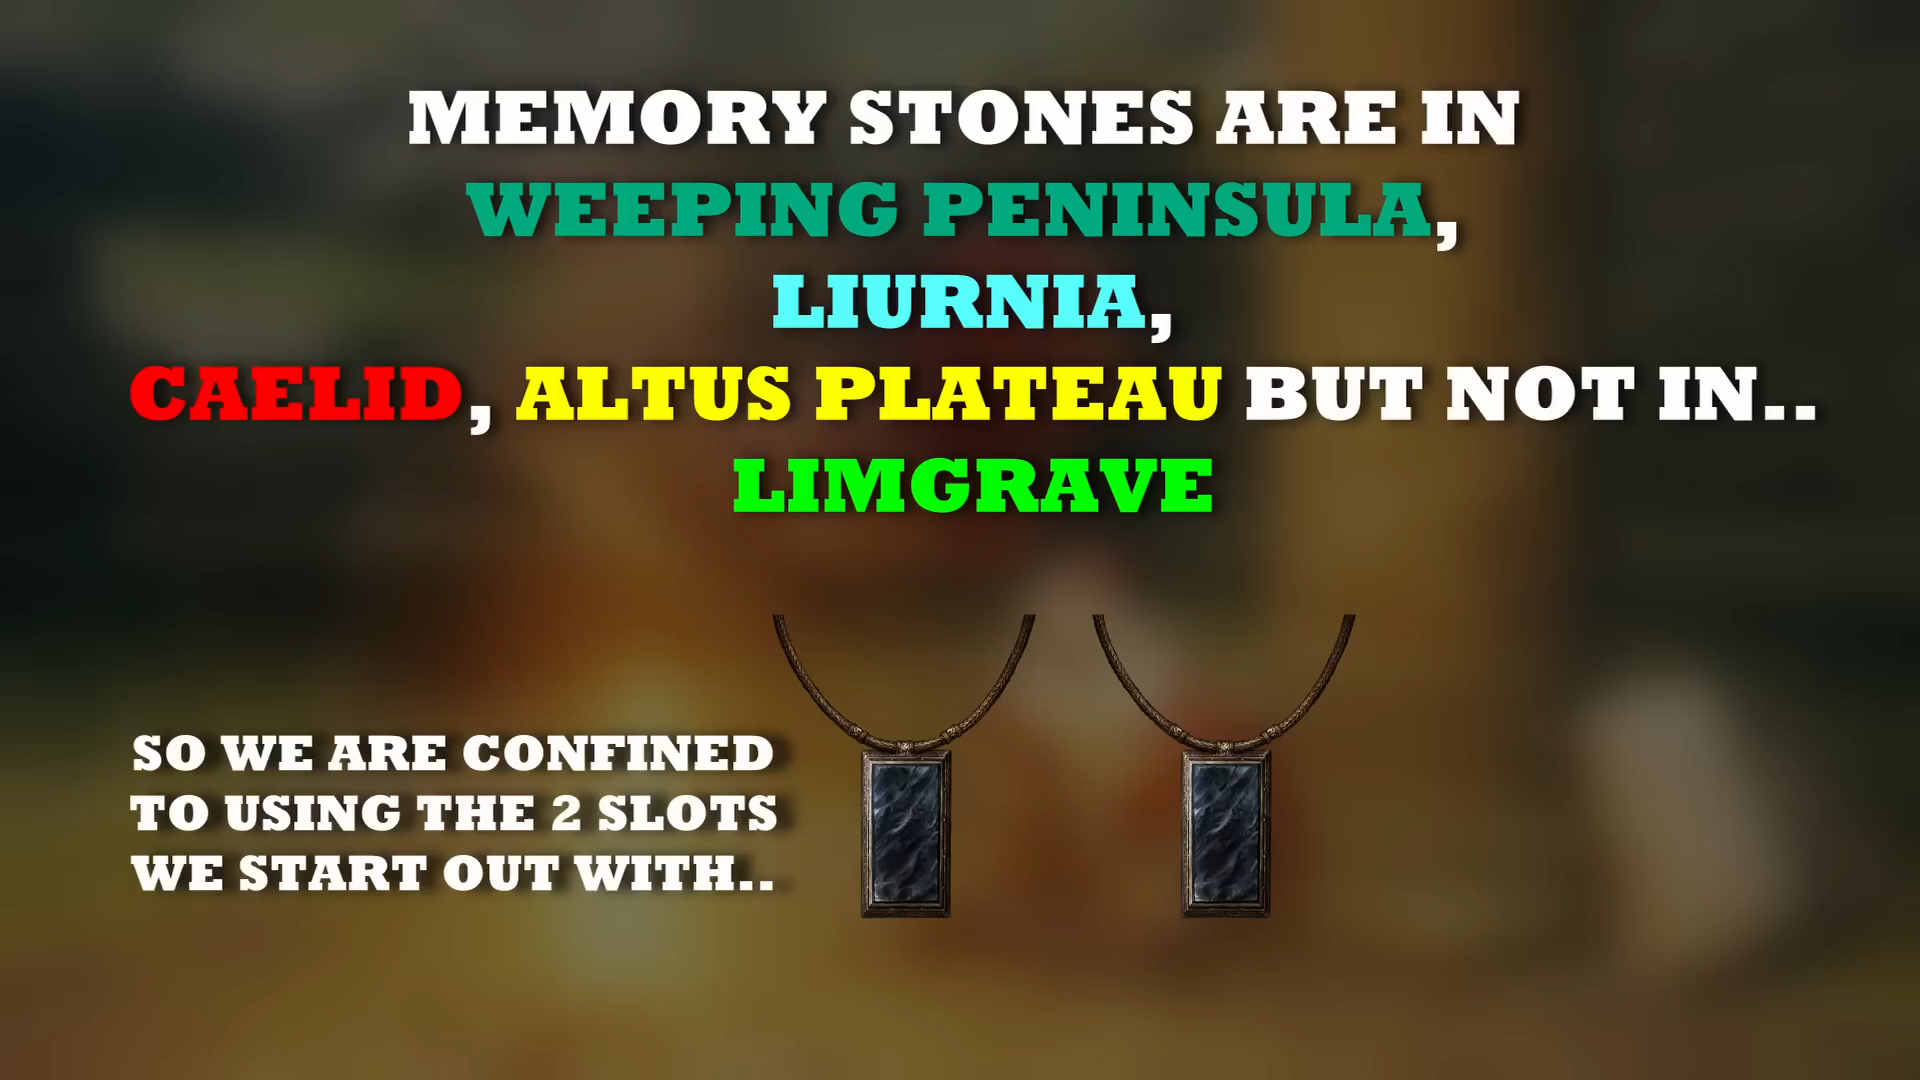 MEMORY STONES ARE IN
WEEPING PENINSULA,
LIURNIA,
CAELID, ALTUS PLATEAU BUT NOT IN..
LIMGRAVE
SO WE ARE CONFINED
TO USING THE 2 SLOTS
WE START OUT WITH..